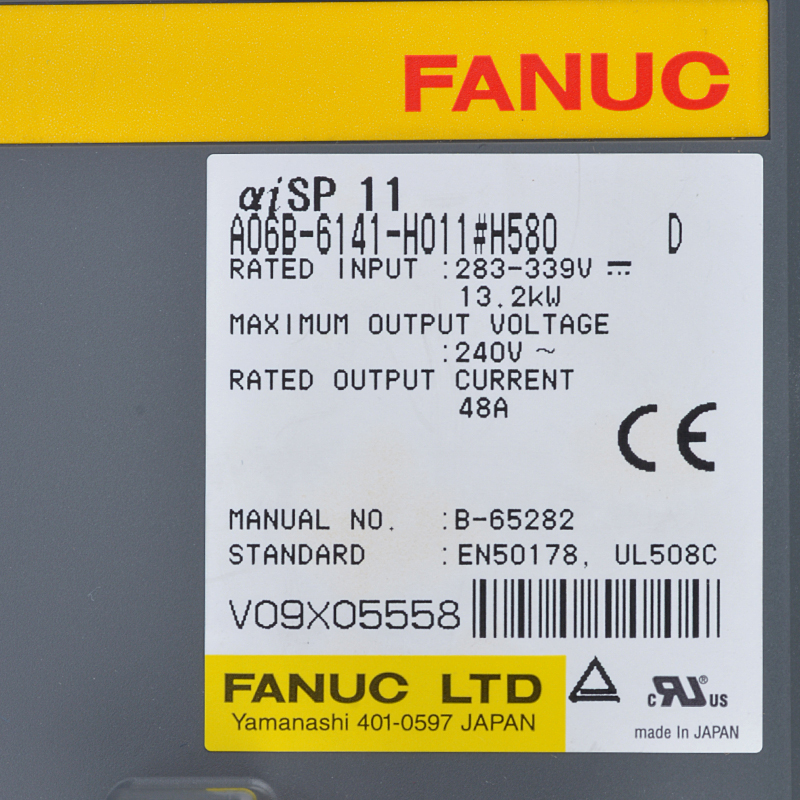 FANUC
αiSP 11
A06B-6141-H011#H580 D
RATED INPUT :283-339V ⎓
13.2kW
MAXIMUM OUTPUT VOLTAGE
:240V ~
RATED OUTPUT CURRENT
48A
CE
MANUAL NO. :B-65282
STANDARD :EN50178, UL508C
V09X05558
FANUC LTD
Yamanashi 401-0597 JAPAN
c RU ® US
made In JAPAN